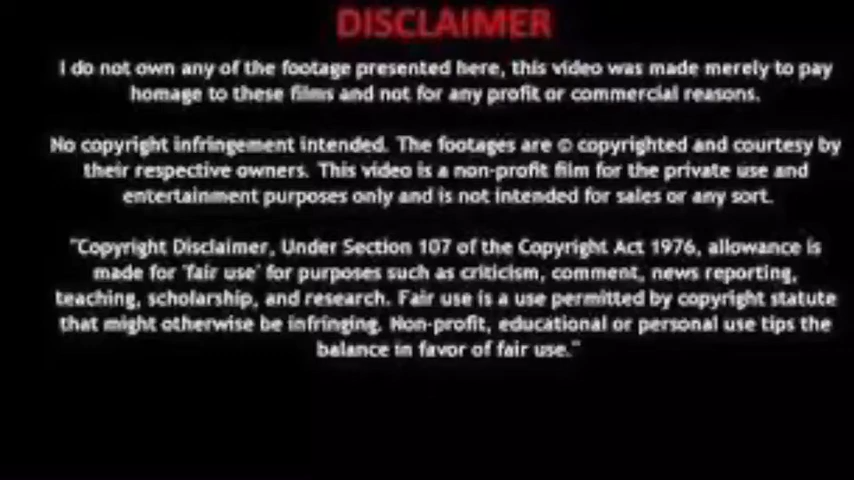 DISCLAIMER
I do not own any of the footage presented here, this video was made merely to pay
homage to these films and not for any profit or commercial reasons.
No copyright infringement intended. The footages are © copyrighted and courtesy by
their respective owners. This video is a non-profit film for the private use and
entertainment purposes only and is not intended for sales or any sort.
"Copyright Disclaimer, Under Section 107 of the Copyright Act 1976, allowance is
made for 'fair use' for purposes such as criticism, comment, news reporting,
teaching, scholarship, and research. Fair use is a use permitted by copyright statute
that might otherwise be infringing. Non-profit, educational or personal use tips the
balance in favor of fair use."